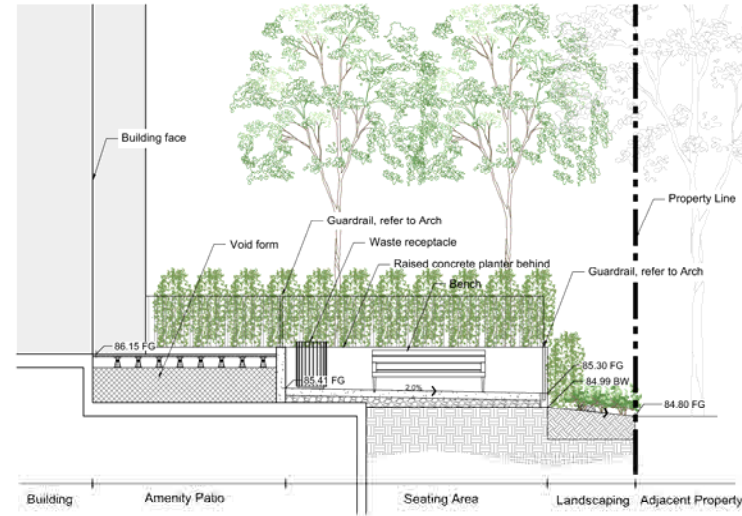 Building face
Property Line
Guardrail, refer to Arch
Waste receptacle
Void form
Raised concrete planter behind
Guardrail, refer to Arch
Bench
86.15 FG
85.30 FG
85.41 FG
2.0%
84.99 BW
84.80 FG
Building
Amenity Patio
Seating Area
Landscaping
Adjacent Property